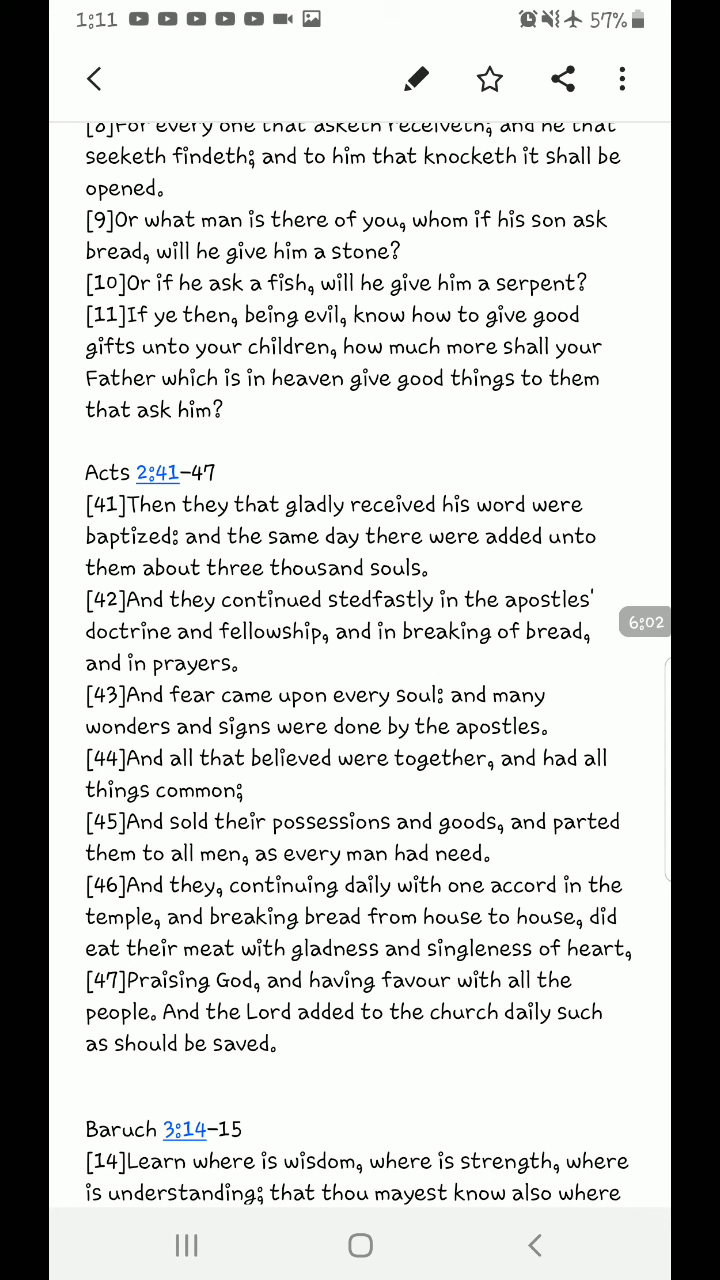 1:11
57%
[8]For every one that asketh receiveth; and he that
seeketh findeth; and to him that knocketh it shall be
opened.
[9]Or what man is there of you, whom if his son ask
bread, will he give him a stone?
[10]Or if he ask a fish, will he give him a serpent?
[11]If ye then, being evil, know how to give good
gifts unto your children, how much more shall your
Father which is in heaven give good things to them
that ask him?
Acts 2:41-47
[41]Then they that gladly received his word were
baptized: and the same day there were added unto
them about three thousand souls.
[42]And they continued stedfastly in the apostles'
doctrine and fellowship, and in breaking of bread,
6:02
and in prayers.
[43]And fear came upon every soul: and many
wonders and signs were done by the apostles.
[44]And all that believed were together, and had all
things common;
[45]And sold their possessions and goods, and parted
them to all men, as every man had need.
[46]And they, continuing daily with one accord in the
temple, and breaking bread from house to house, did
eat their meat with gladness and singleness of heart,
[47]Praising God, and having favour with all the
people. And the Lord added to the church daily such
as should be saved.
Baruch 3:14-15
[14]Learn where is wisdom, where is strength, where
is understanding; that thou mayest know also where